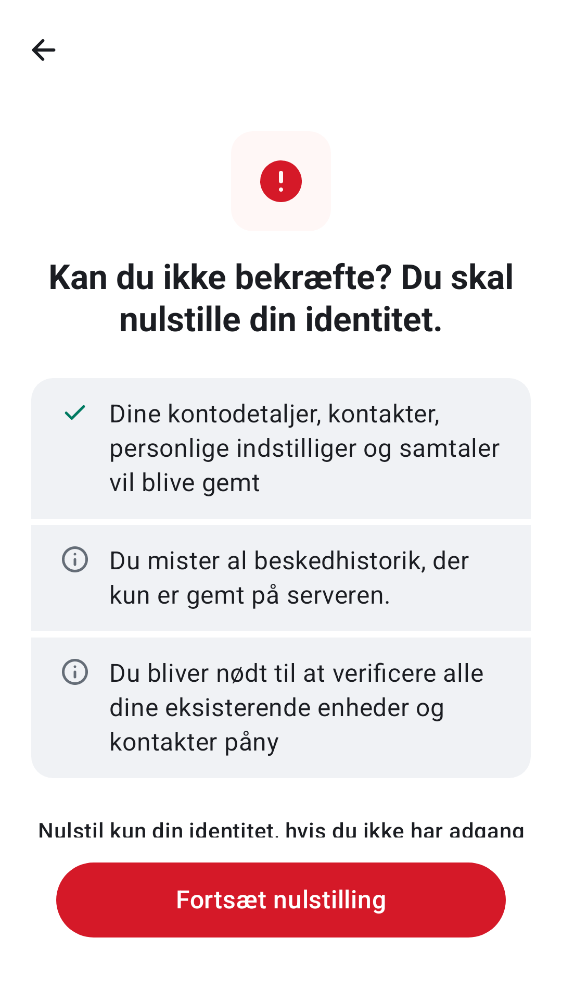 Kan du ikke bekræfte? Du skal
nulstille din identitet.
Dine kontodetaljer, kontakter,
personlige indstilliger og samtaler
vil blive gemt
Du mister al beskedhistorik, der
kun er gemt på serveren.
Du bliver nødt til at verificere alle
dine eksisterende enheder og
kontakter påny
Nulstil kun din identitet, hvis du ikke har adgang
Fortsæt nulstilling